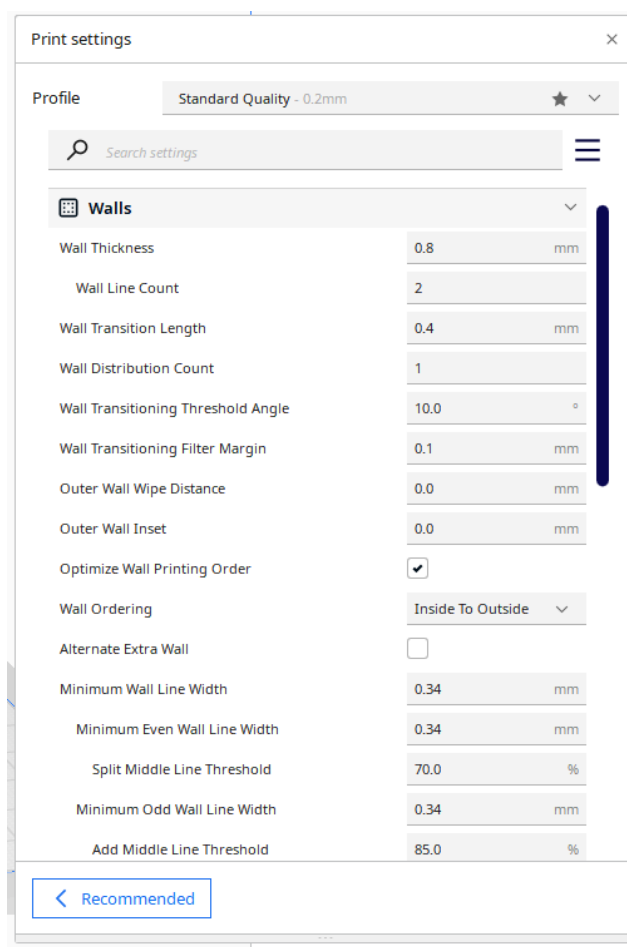 Print settings
Profile Standard Quality - 0.2mm
Search settings
Walls
Wall Thickness 0.8 mm
Wall Line Count 2
Wall Transition Length 0.4 mm
Wall Distribution Count 1
Wall Transitioning Threshold Angle 10.0 °
Wall Transitioning Filter Margin 0.1 mm
Outer Wall Wipe Distance 0.0 mm
Outer Wall Inset 0.0 mm
Optimize Wall Printing Order
Wall Ordering Inside To Outside
Alternate Extra Wall
Minimum Wall Line Width 0.34 mm
Minimum Even Wall Line Width 0.34 mm
Split Middle Line Threshold 70.0 %
Minimum Odd Wall Line Width 0.34 mm
Add Middle Line Threshold 85.0 %
Recommended